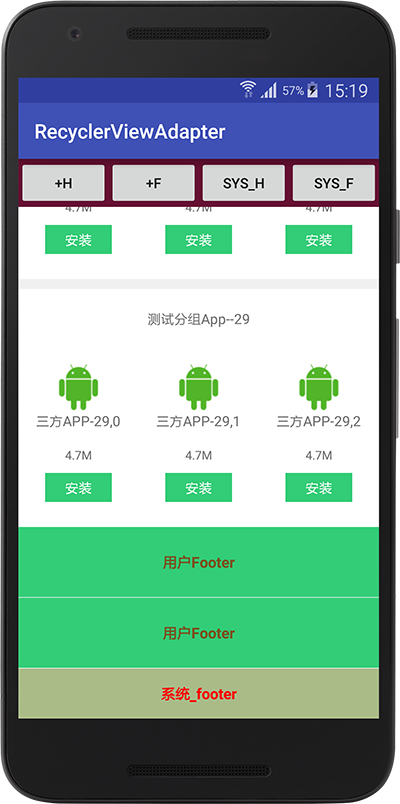 57% 15:19
RecyclerViewAdapter
+H +F SYS_H SYS_F
4.7M 4.7M 4.7M
安装 安装 安装
测试分组App--29
三方APP-29,0 三方APP-29,1 三方APP-29,2
4.7M 4.7M 4.7M
安装 安装 安装
用户Footer
用户Footer
系统_footer